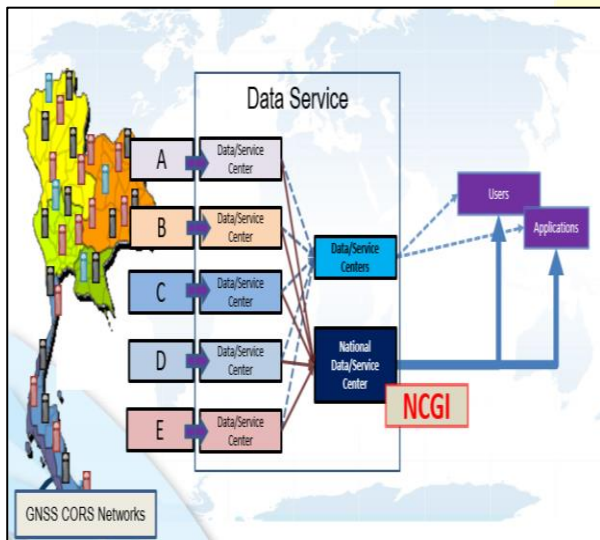 Data Service
A
Data/Service
Center
B
Data/Service
Center
C
Data/Service
Center
D
Data/Service
Center
E
Data/Service
Center
Data/Service
Centers
National
Data/Service
Center
NCGI
Users
Applications
GNSS CORS Networks